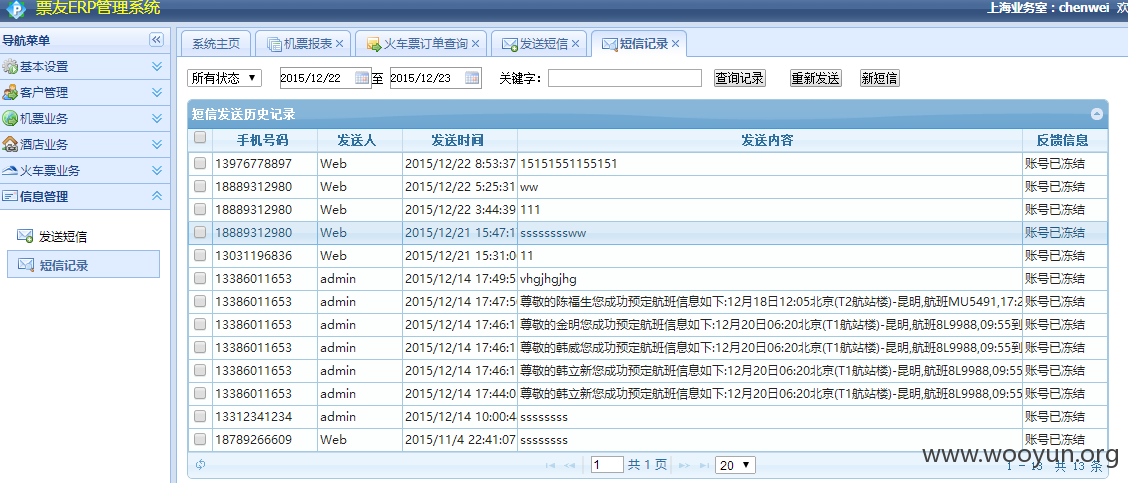 票友ERP管理系统
上海业务室：chenwei 欢
导航菜单
系统主页 机票报表 火车票订单查询 发送短信 短信记录
基本设置
客户管理
机票业务
酒店业务
火车票业务
信息管理
发送短信
短信记录
所有状态 2015/12/22 至 2015/12/23 关键字： 查询记录 重新发送 新短信
短信发送历史记录
手机号码 发送人 发送时间 发送内容 反馈信息
13976778897 Web 2015/12/22 8:53:37 15151551155151 账号已冻结
18889312980 Web 2015/12/22 5:25:31 ww 账号已冻结
18889312980 Web 2015/12/22 3:44:39 111 账号已冻结
18889312980 Web 2015/12/21 15:47:1 ssssssssww 账号已冻结
13031196836 Web 2015/12/21 15:31:0 11 账号已冻结
13386011653 admin 2015/12/14 17:49:5 vhgjhgjhg 账号已冻结
13386011653 admin 2015/12/14 17:47:5 尊敬的陈福生您成功预定航班信息如下:12月18日12:05北京(T2航站楼)-昆明,航班MU5491,17:2 账号已冻结
13386011653 admin 2015/12/14 17:46:1 尊敬的金明您成功预定航班信息如下:12月20日06:20北京(T1航站楼)-昆明,航班8L9988,09:55到 账号已冻结
13386011653 admin 2015/12/14 17:46:1 尊敬的韩威您成功预定航班信息如下:12月20日06:20北京(T1航站楼)-昆明,航班8L9988,09:55到 账号已冻结
13386011653 admin 2015/12/14 17:46:1 尊敬的韩立新您成功预定航班信息如下:12月20日06:20北京(T1航站楼)-昆明,航班8L9988,09:55 账号已冻结
13386011653 admin 2015/12/14 17:44:0 尊敬的韩立新您成功预定航班信息如下:12月20日06:20北京(T1航站楼)-昆明,航班8L9988,09:55 账号已冻结
13312341234 admin 2015/12/14 10:00:4 ssssssss 账号已冻结
18789266609 Web 2015/11/4 22:41:07 ssssssss 账号已冻结
1 共 1 页 20
1 - 13 共 13 条
www.wooyun.org